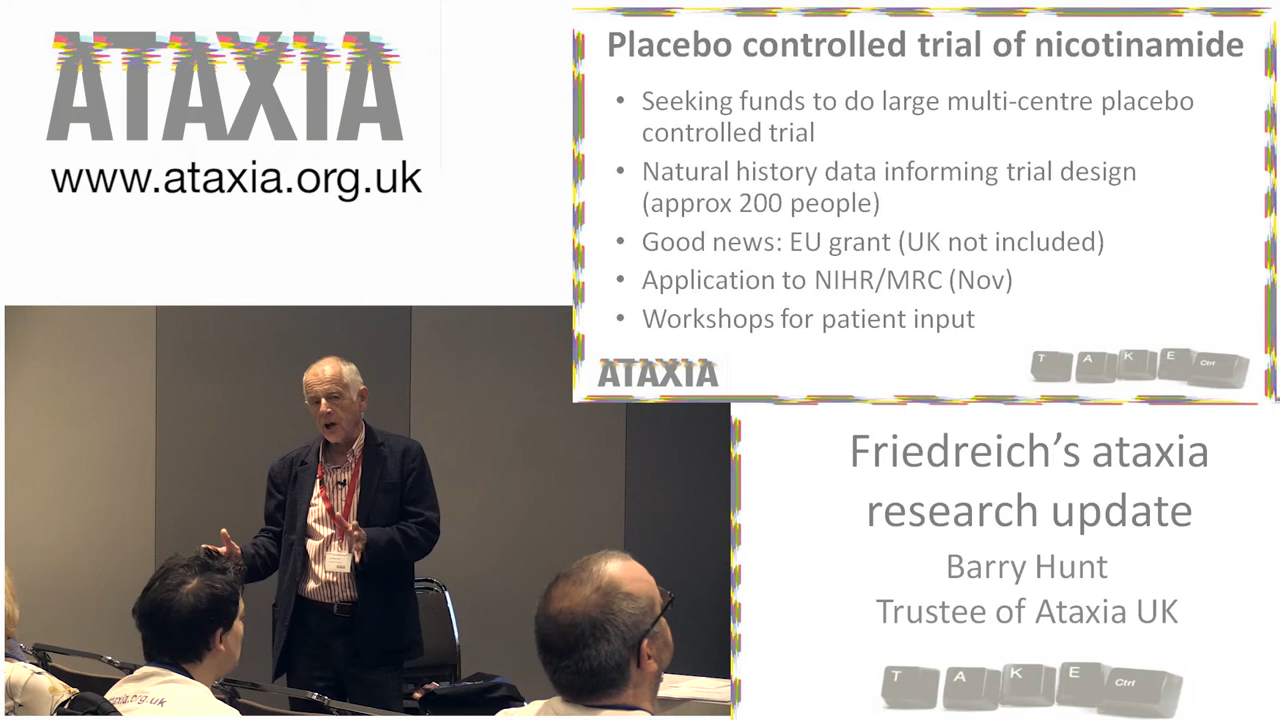 ATAXIA
www.ataxia.org.uk
Placebo controlled trial of nicotinamide
• Seeking funds to do large multi-centre placebo
controlled trial
• Natural history data informing trial design
(approx 200 people)
• Good news: EU grant (UK not included)
• Application to NIHR/MRC (Nov)
• Workshops for patient input
ATAXIA
T A K E Ctrl
Friedreich's ataxia
research update
Barry Hunt
Trustee of Ataxia UK
T A K E Ctrl
taxia.org.uk